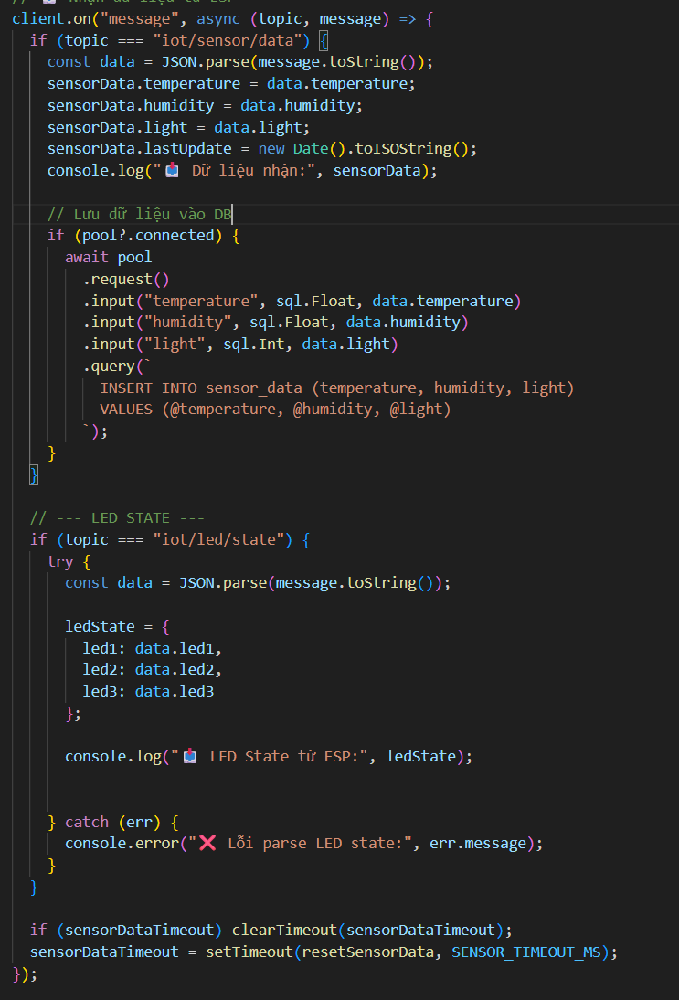 client.on("message", async (topic, message) => {
if (topic === "iot/sensor/data") {
const data = JSON.parse(message.toString());
sensorData.temperature = data.temperature;
sensorData.humidity = data.humidity;
sensorData.light = data.light;
sensorData.lastUpdate = new Date().toISOString();
console.log("📥 Dữ liệu nhận:", sensorData);
// Lưu dữ liệu vào DB
if (pool?.connected) {
await pool
.request()
.input("temperature", sql.Float, data.temperature)
.input("humidity", sql.Float, data.humidity)
.input("light", sql.Int, data.light)
.query(`
INSERT INTO sensor_data (temperature, humidity, light)
VALUES (@temperature, @humidity, @light)
`);
}
}
// --- LED STATE ---
if (topic === "iot/led/state") {
try {
const data = JSON.parse(message.toString());
ledState = {
led1: data.led1,
led2: data.led2,
led3: data.led3
};
console.log("📥 LED State từ ESP:", ledState);
} catch (err) {
console.error("❌ Lỗi parse LED state:", err.message);
}
}
if (sensorDataTimeout) clearTimeout(sensorDataTimeout);
sensorDataTimeout = setTimeout(resetSensorData, SENSOR_TIMEOUT_MS);
});